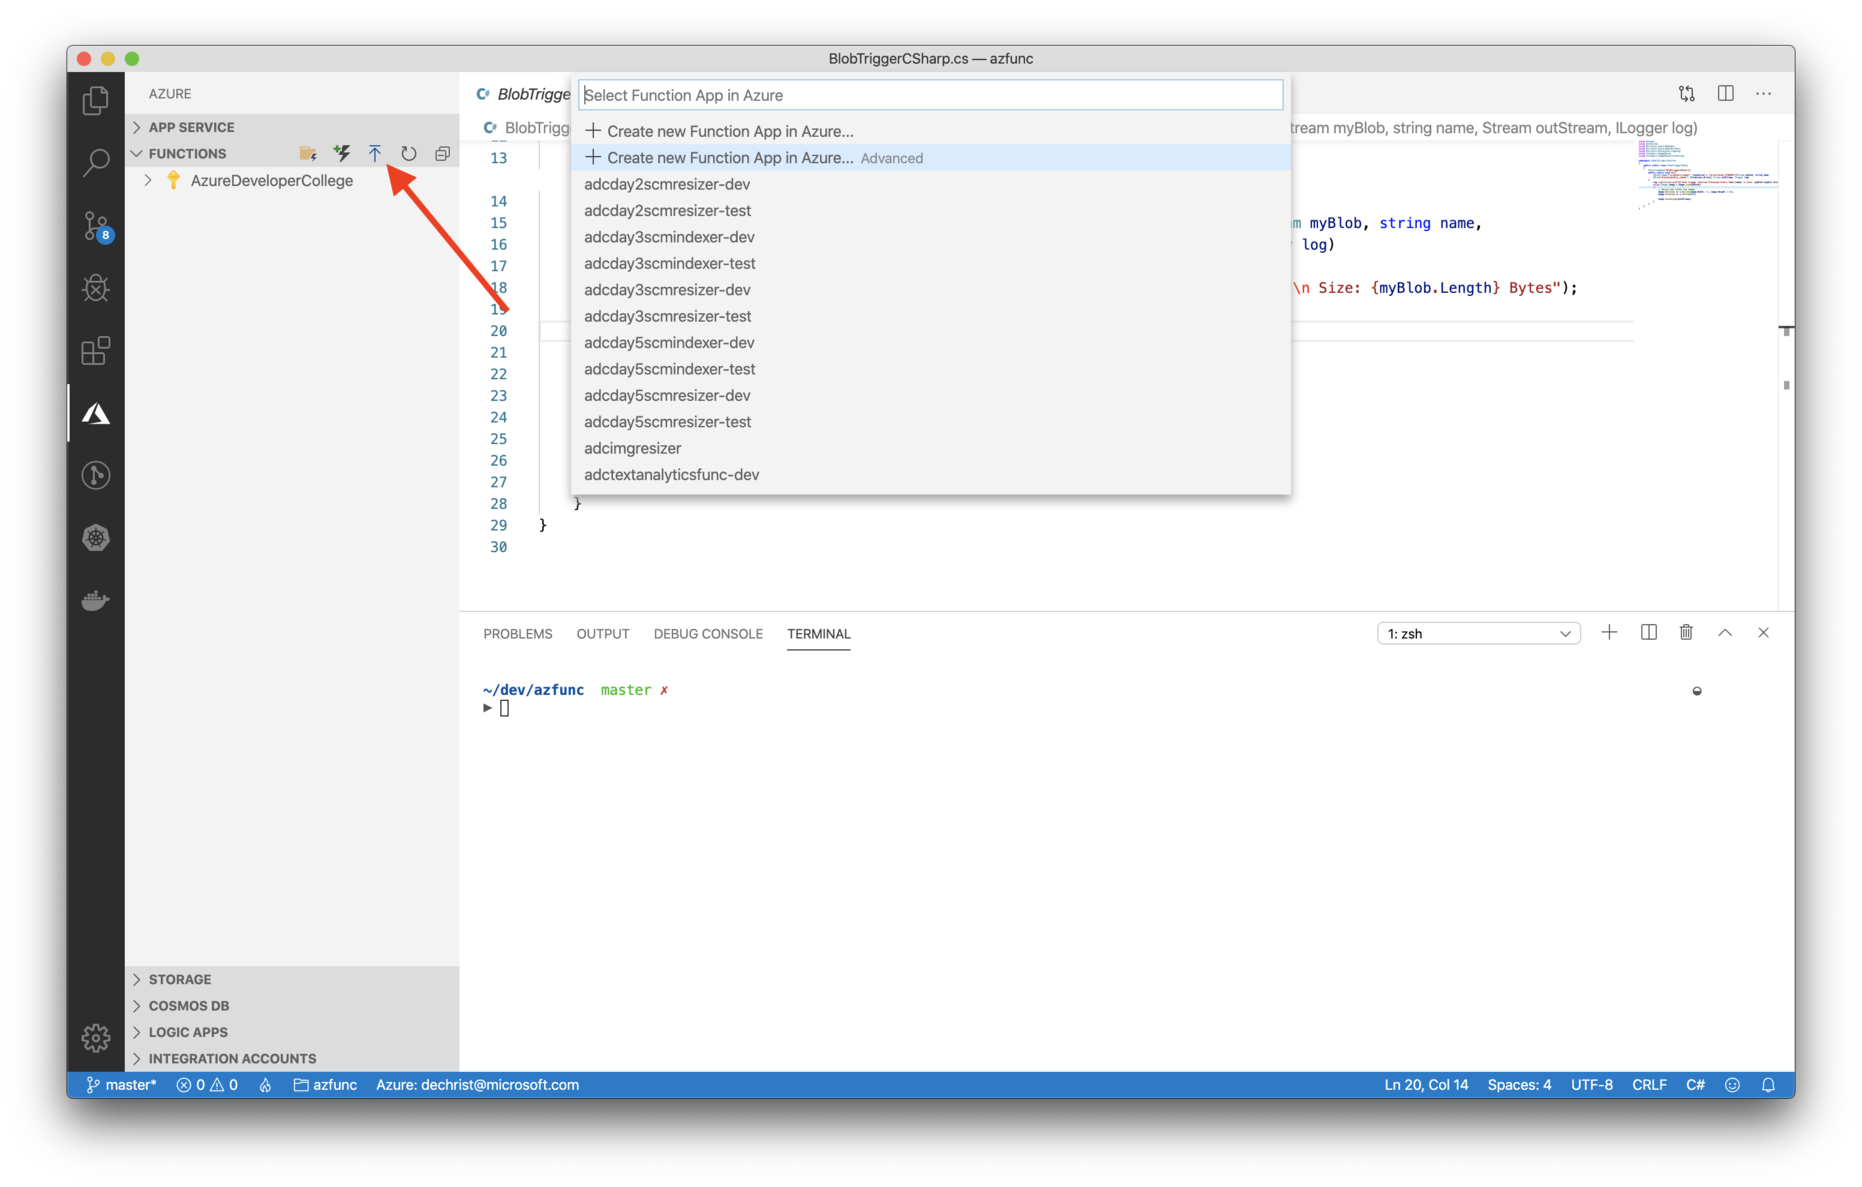 BlobTriggerCSharp.cs — azfunc
AZURE
APP SERVICE
FUNCTIONS
AzureDeveloperCollege
8
STORAGE
COSMOS DB
LOGIC APPS
INTEGRATION ACCOUNTS
BlobTrigge
BlobTrigg
tream myBlob, string name, Stream outStream, ILogger log)
Select Function App in Azure
Create new Function App in Azure...
Create new Function App in Azure... Advanced
adcday2scmresizer-dev
adcday2scmresizer-test
adcday3scmindexer-dev
adcday3scmindexer-test
adcday3scmresizer-dev
adcday3scmresizer-test
adcday5scmindexer-dev
adcday5scmindexer-test
adcday5scmresizer-dev
adcday5scmresizer-test
adcimgresizer
adctextanalyticsfunc-dev
13
14
15 m myBlob, string name,
16 log)
17
18 \n Size: {myBlob.Length} Bytes");
19
20
21
22
23
24
25
26
27
28 }
29 }
30
PROBLEMS OUTPUT DEBUG CONSOLE TERMINAL 1: zsh
~/dev/azfunc master ✗
master* 0 0 azfunc Azure: dechrist@microsoft.com Ln 20, Col 14 Spaces: 4 UTF-8 CRLF C#